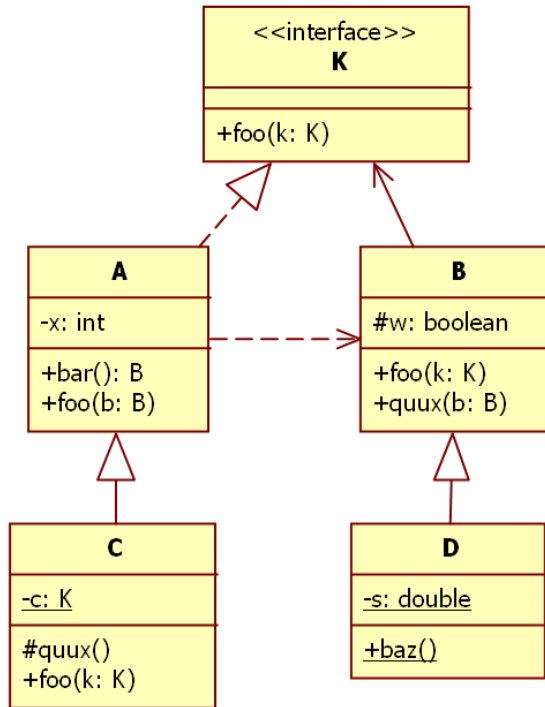 <<interface>>
K
+foo(k: K)
A
-x: int
+bar(): B
+foo(b: B)
B
#w: boolean
+foo(k: K)
+quux(b: B)
C
-c: K
#quux()
+foo(k: K)
D
-s: double
+baz()